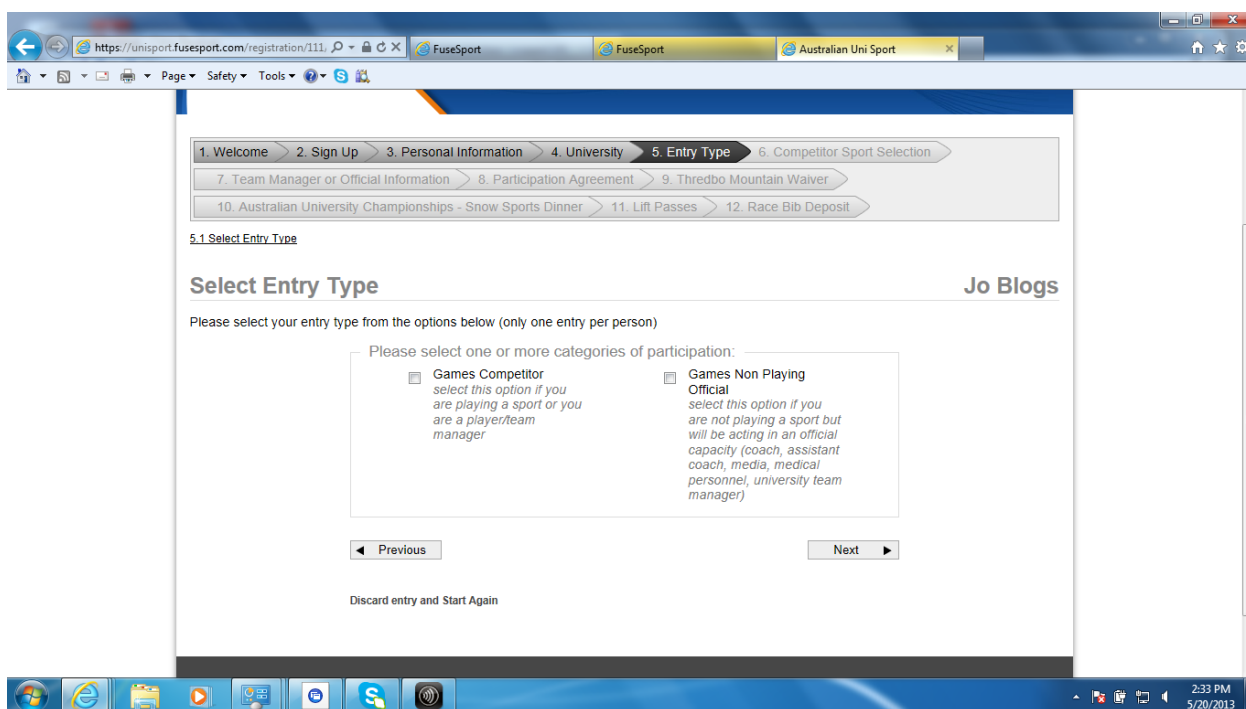 https://unisport.fusesport.com/registration/111,
FuseSport
FuseSport
Australian Uni Sport
Page Safety Tools
1. Welcome 2. Sign Up 3. Personal Information 4. University 5. Entry Type 6. Competitor Sport Selection
7. Team Manager or Official Information 8. Participation Agreement 9. Thredbo Mountain Waiver
10. Australian University Championships - Snow Sports Dinner 11. Lift Passes 12. Race Bib Deposit
5.1 Select Entry Type
Select Entry Type
Jo Blogs
Please select your entry type from the options below (only one entry per person)
Please select one or more categories of participation:
Games Competitor
select this option if you
are playing a sport or you
are a player/team
manager
Games Non Playing
Official
select this option if you
are not playing a sport but
will be acting in an official
capacity (coach, assistant
coach, media, medical
personnel, university team
manager)
Previous
Next
Discard entry and Start Again
2:33 PM
5/20/2013